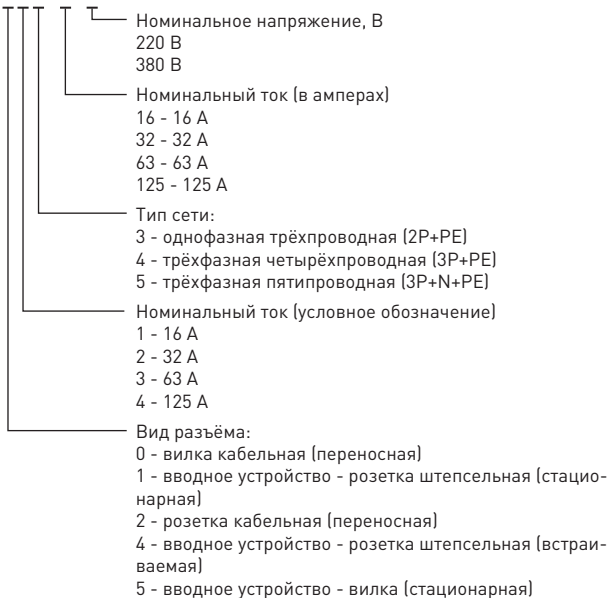 Номинальное напряжение, В
220 В
380 В
Номинальный ток (в амперах)
16 - 16 А
32 - 32 А
63 - 63 А
125 - 125 А
Тип сети:
3 - однофазная трёхпроводная (2P+PE)
4 - трёхфазная четырёхпроводная (3P+PE)
5 - трёхфазная пятипроводная (3P+N+PE)
Номинальный ток (условное обозначение)
1 - 16 А
2 - 32 А
3 - 63 А
4 - 125 А
Вид разъёма:
0 - вилка кабельная (переносная)
1 - вводное устройство - розетка штепсельная (стацио-
нарная)
2 - розетка кабельная (переносная)
4 - вводное устройство - розетка штепсельная (встраи-
ваемая)
5 - вводное устройство - вилка (стационарная)